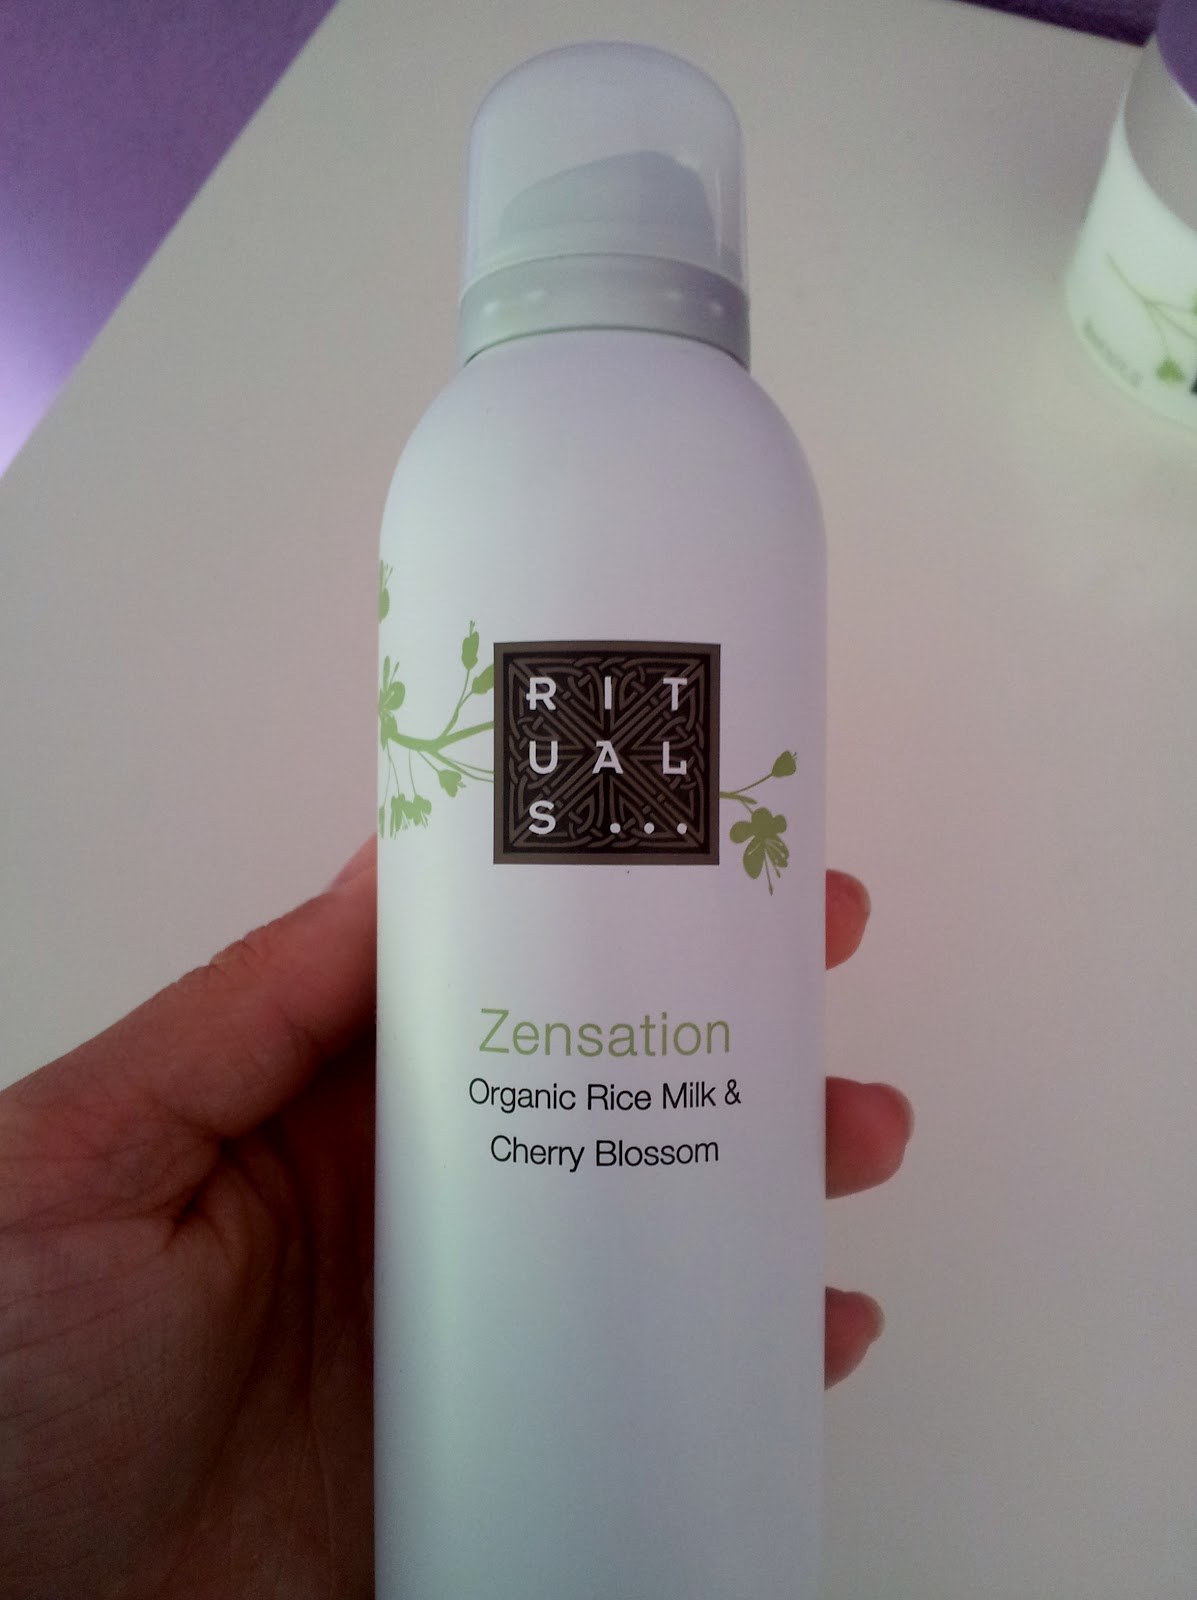 RIT
UAL
S...
Zensation
Organic Rice Milk &
Cherry Blossom